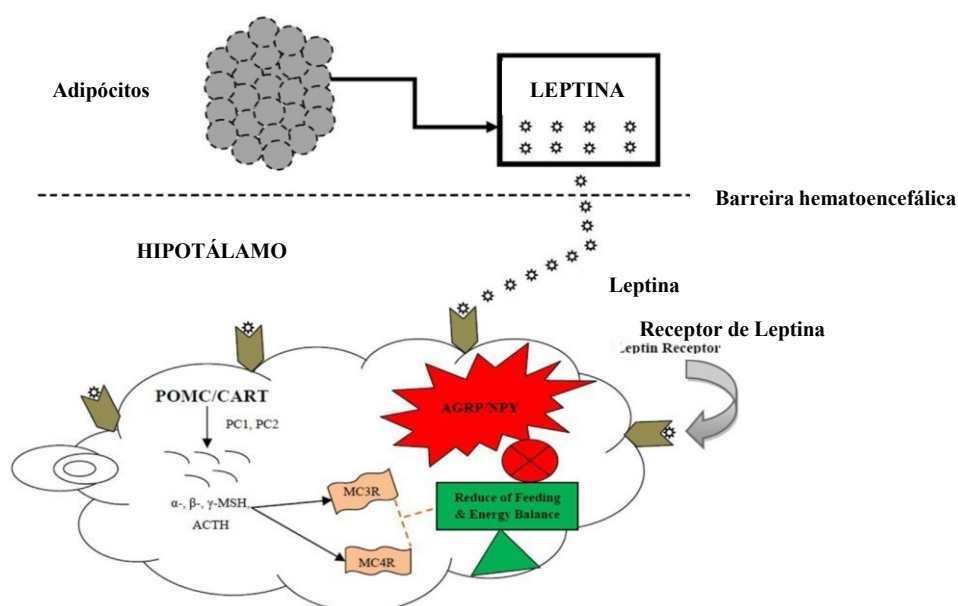 Adipócitos
LEPTINA
Barreira hematoencefálica
HIPOTÁLAMO
Leptina
Receptor de Leptina
Leptin Receptor
POMC/CART
PC1, PC2
AGRP/NPY
α-, β-, γ-MSH,
ACTH
MC3R
MC4R
Reduce of Feeding
& Energy Balance